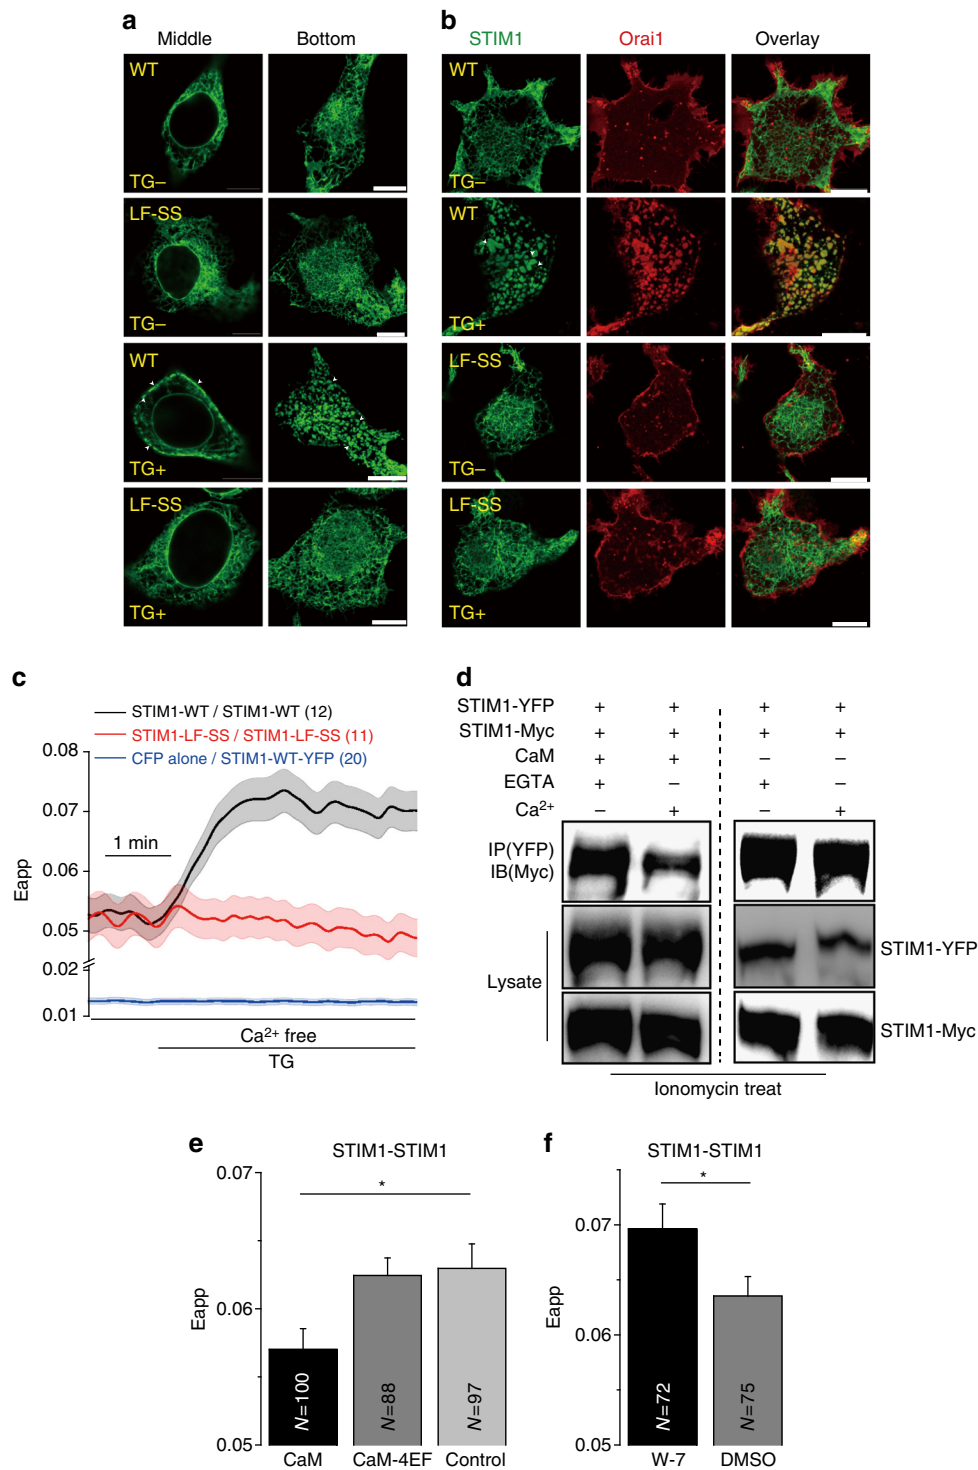 a
b
Middle
Bottom
STIM1
Orai1
Overlay
WT
TG–
WT
TG–
LF-SS
TG–
WT
TG+
WT
TG+
LF-SS
TG–
LF-SS
TG+
LF-SS
TG+
c
STIM1-WT / STIM1-WT (12)
STIM1-LF-SS / STIM1-LF-SS (11)
CFP alone / STIM1-WT-YFP (20)
0.08
0.07
0.06
0.05
0.02
0.01
Eapp
1 min
Ca²⁺ free
TG
d
STIM1-YFP + + + +
STIM1-Myc + + + +
CaM + + – –
EGTA + – + –
Ca²⁺ – + – +
IP(YFP)
IB(Myc)
Lysate
STIM1-YFP
STIM1-Myc
Ionomycin treat
e
STIM1-STIM1
*
0.07
0.06
0.05
Eapp
N=100
N=88
N=97
CaM
CaM-4EF
Control
f
STIM1-STIM1
*
0.07
0.06
0.05
Eapp
N=72
N=75
W-7
DMSO